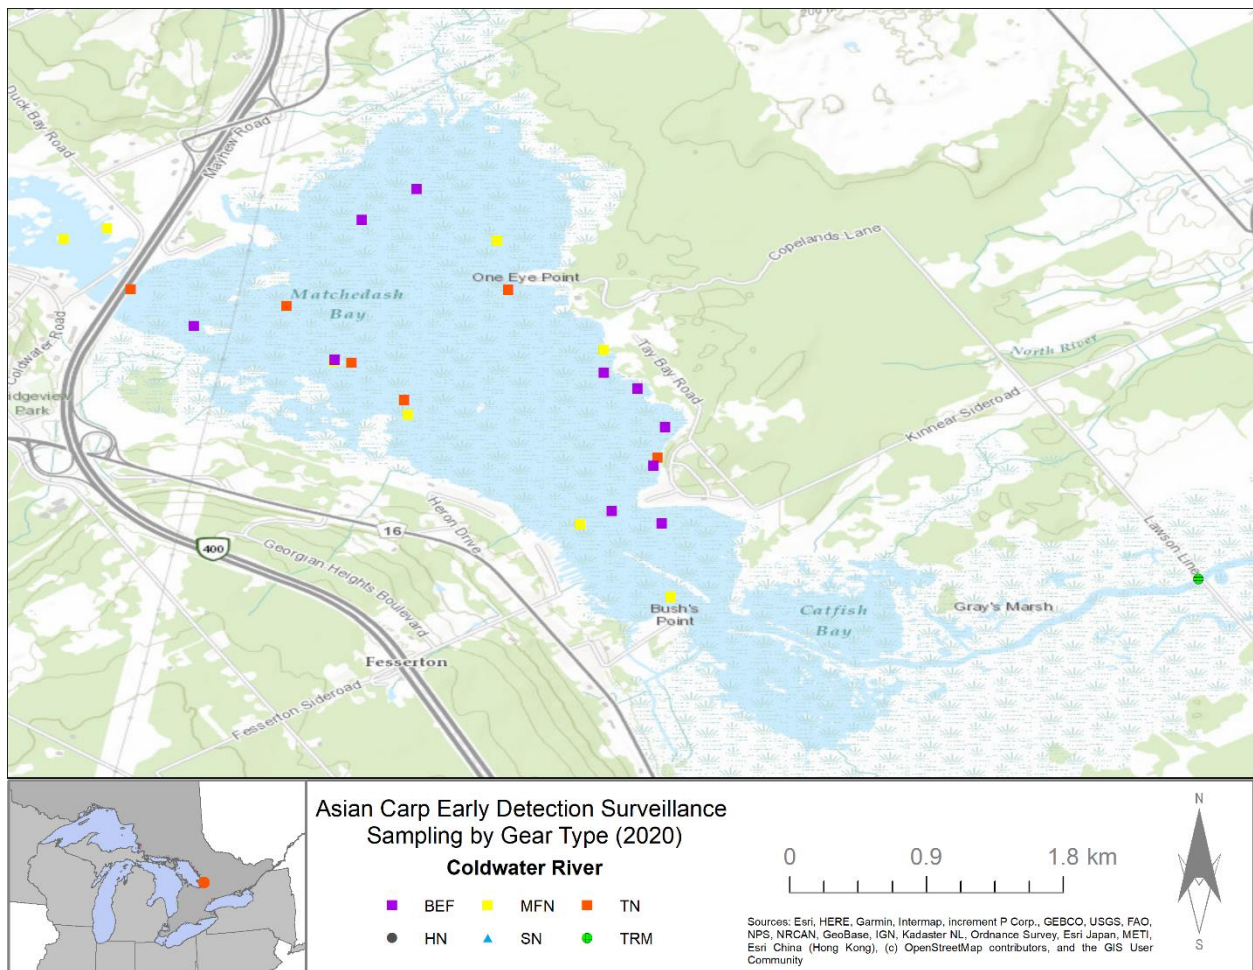 Duck Bay Road
Mayhew Road
Copelands Lane
One Eye Point
Matchedash
Bay
Coldwater Road
Tay Bay Road
North River
idgeview
Park
Kinnear Sideroad
Heron Drive
16
400
Georgian Heights Boulevard
Lawson Line
Bush's
Point
Catfish
Bay
Gray's Marsh
Fesserton
Fesserton Sideroad
Asian Carp Early Detection Surveillance
Sampling by Gear Type (2020)
Coldwater River
BEF MFN TN
HN SN TRM
0 0.9 1.8 km
N
S
Sources: Esri, HERE, Garmin, Intermap, increment P Corp., GEBCO, USGS, FAO,
NPS, NRCAN, GeoBase, IGN, Kadaster NL, Ordnance Survey, Esri Japan, METI,
Esri China (Hong Kong), (c) OpenStreetMap contributors, and the GIS User
Community